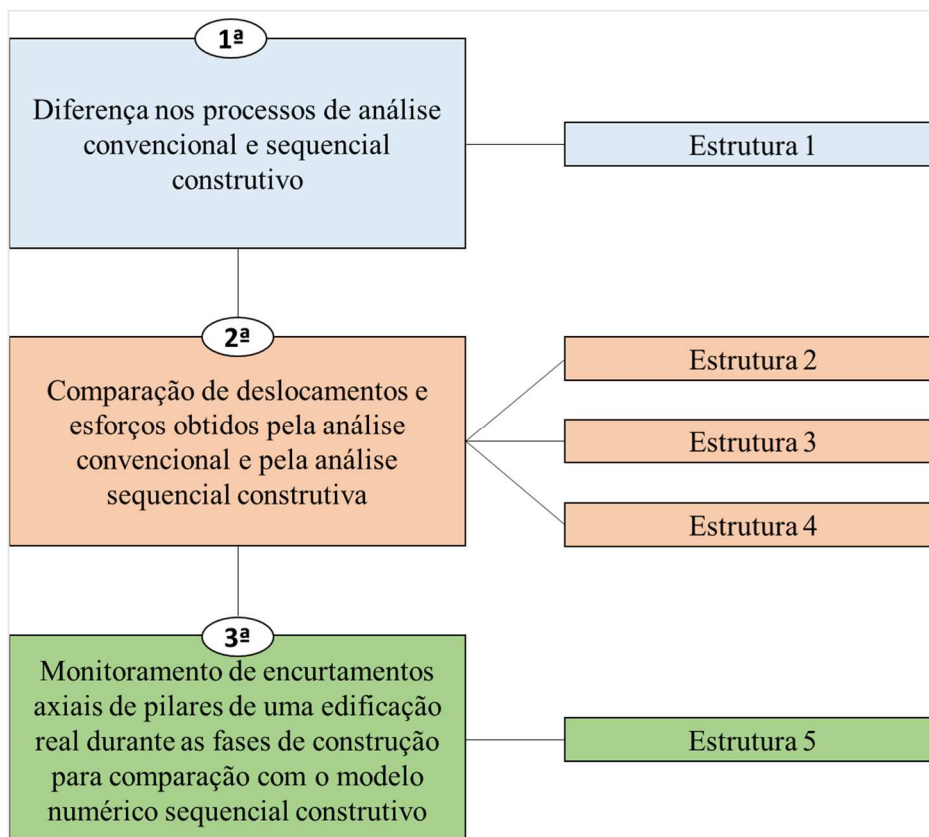 1ª
Diferença nos processos de análise
convencional e sequencial
construtivo
Estrutura 1
2ª
Comparação de deslocamentos e
esforços obtidos pela análise
convencional e pela análise
sequencial construtiva
Estrutura 2
Estrutura 3
Estrutura 4
3ª
Monitoramento de encurtamentos
axiais de pilares de uma edificação
real durante as fases de construção
para comparação com o modelo
numérico sequencial construtivo
Estrutura 5